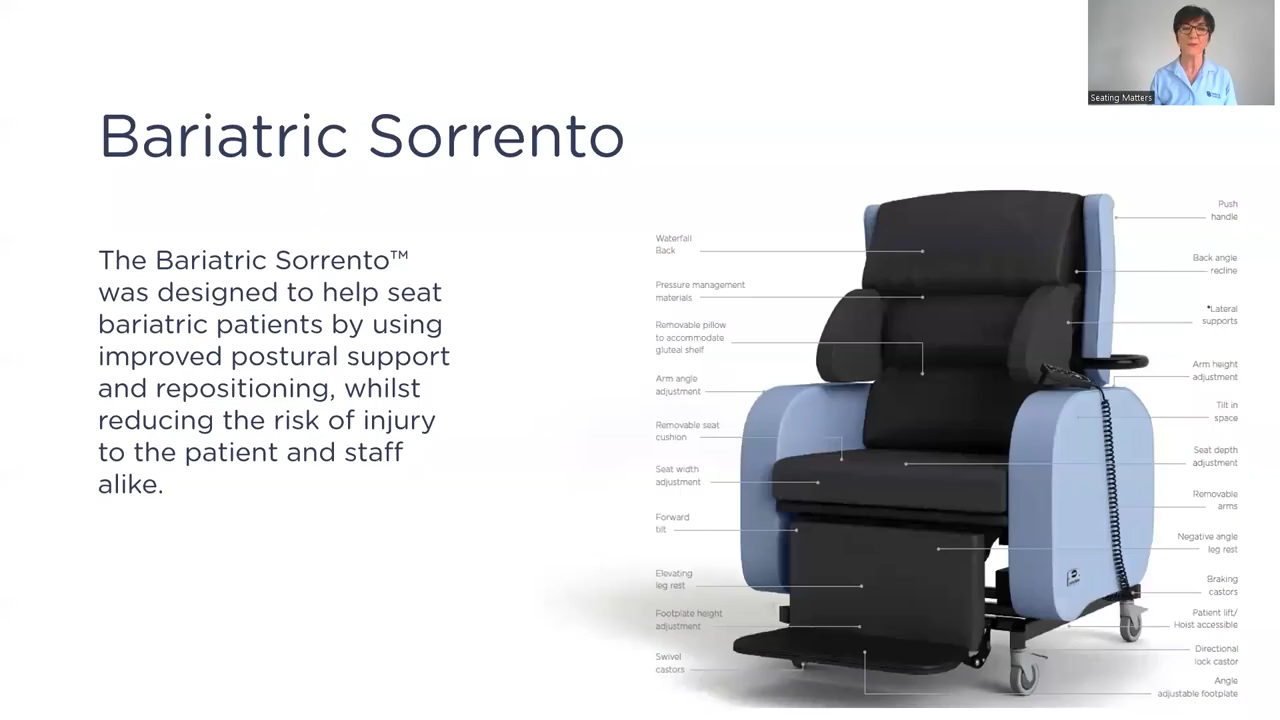 Seating Matters
Bariatric Sorrento
The Bariatric Sorrento™
was designed to help seat
bariatric patients by using
improved postural support
and repositioning, whilst
reducing the risk of injury
to the patient and staff
alike.
Waterfall
Back
Pressure management
materials
Removable pillow
to accommodate
gluteal shelf
Arm angle
adjustment
Removable seat
cushion
Seat width
adjustment
Forward
tilt
Elevating
leg rest
Footplate height
adjustment
Swivel
castors
Push
handle
Back angle
recline
*Lateral
supports
Arm height
adjustment
Tilt in
space
Seat depth
adjustment
Removable
arms
Negative angle
leg rest
Braking
castors
Patient lift/
Hoist accessible
Directional
lock castor
Angle
adjustable footplate